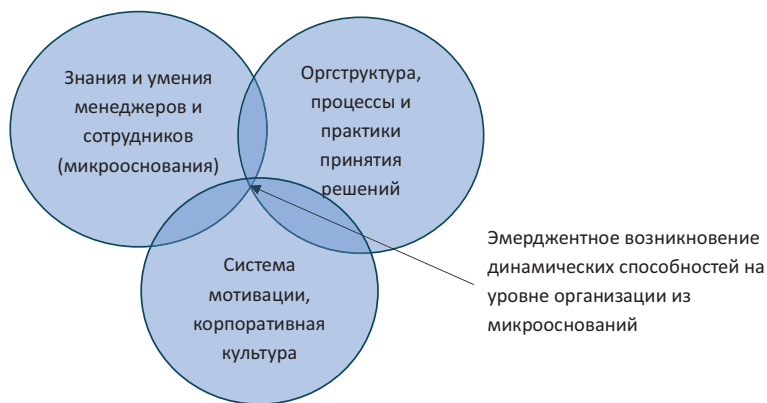 Знания и умения
менеджеров и
сотрудников
(микрооснования)
Оргструктура,
процессы и
практики
принятия
решений
Система
мотивации,
корпоративная
культура
Эмерджентное возникновение
динамических способностей на
уровне организации из
микрооснований